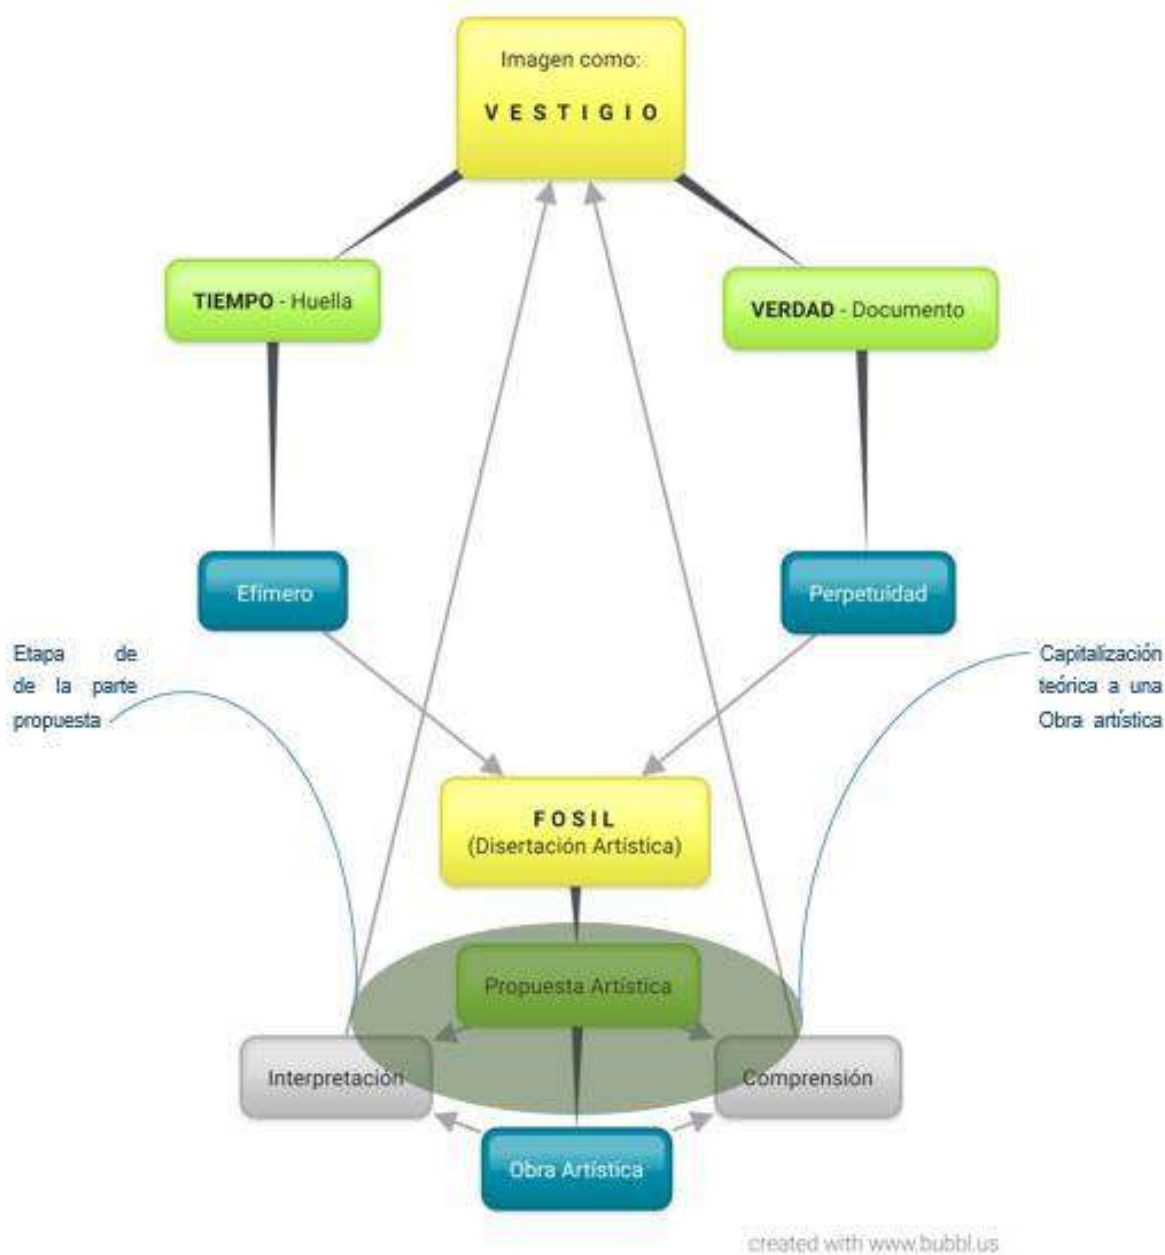 Imagen como:
V E S T I G I O
TIEMPO - Huella
VERDAD - Documento
Efímero
Perpetuidad
Etapa de
de la parte
propuesta
Capitalización
teórica a una
Obra artística
F O S I L
(Disertación Artística)
Propuesta Artística
Interpretación
Comprensión
Obra Artística
created with www.bubbl.us